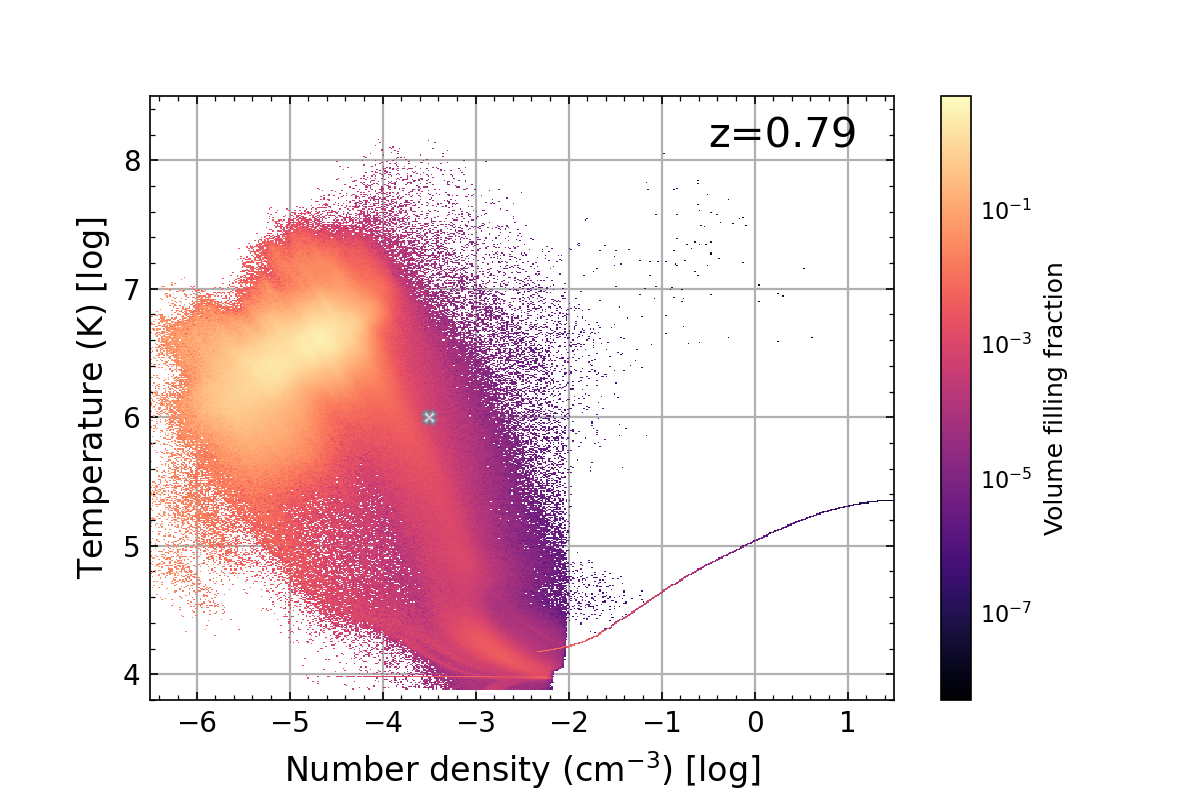 z=0.79
8
7
6
5
4
Temperature (K) [log]
−6 −5 −4 −3 −2 −1 0 1
Number density (cm⁻³) [log]
10⁻¹
10⁻³
10⁻⁵
10⁻⁷
Volume filling fraction